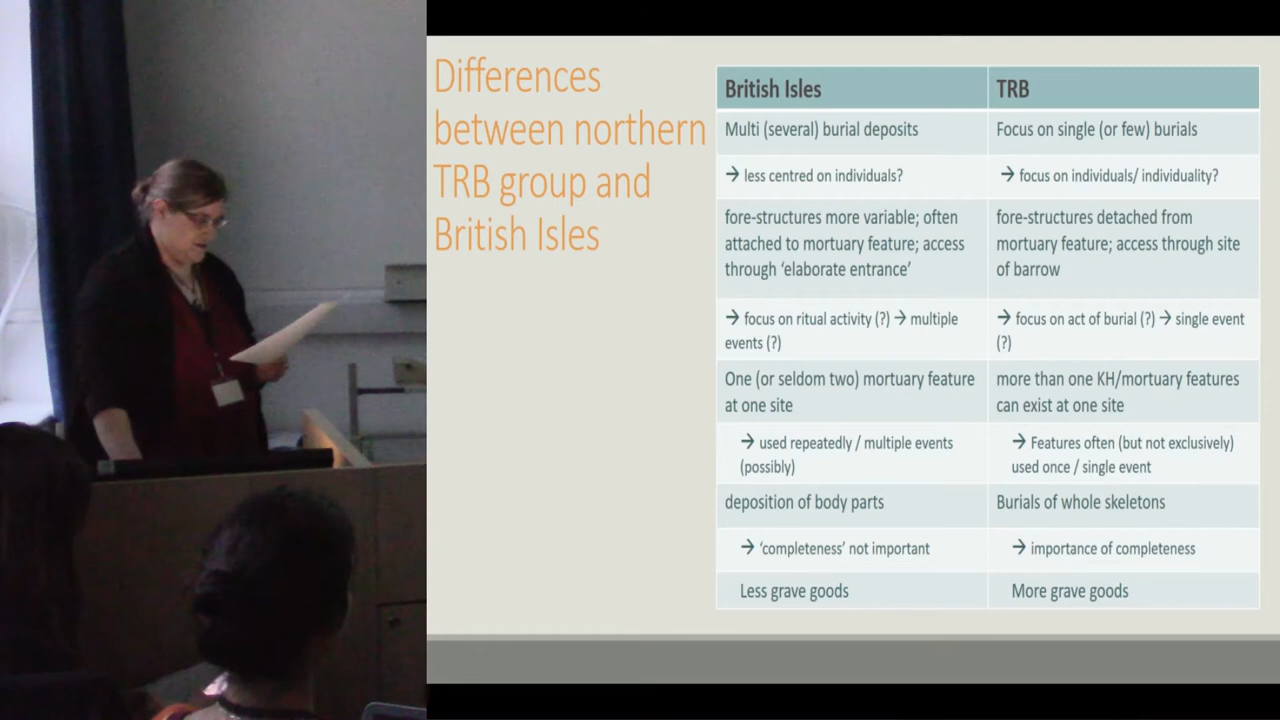 Differences
between northern
TRB group and
British Isles
British Isles
TRB
Multi (several) burial deposits
Focus on single (or few) burials
→ less centred on individuals?
→ focus on individuals/ individuality?
fore-structures more variable; often
attached to mortuary feature; access
through ‘elaborate entrance’
fore-structures detached from
mortuary feature; access through site
of barrow
→ focus on ritual activity (?) → multiple
events (?)
→ focus on act of burial (?) → single event
(?)
One (or seldom two) mortuary feature
at one site
more than one KH/mortuary features
can exist at one site
→ used repeatedly / multiple events
(possibly)
→ Features often (but not exclusively)
used once / single event
deposition of body parts
Burials of whole skeletons
→ ‘completeness’ not important
→ importance of completeness
Less grave goods
More grave goods